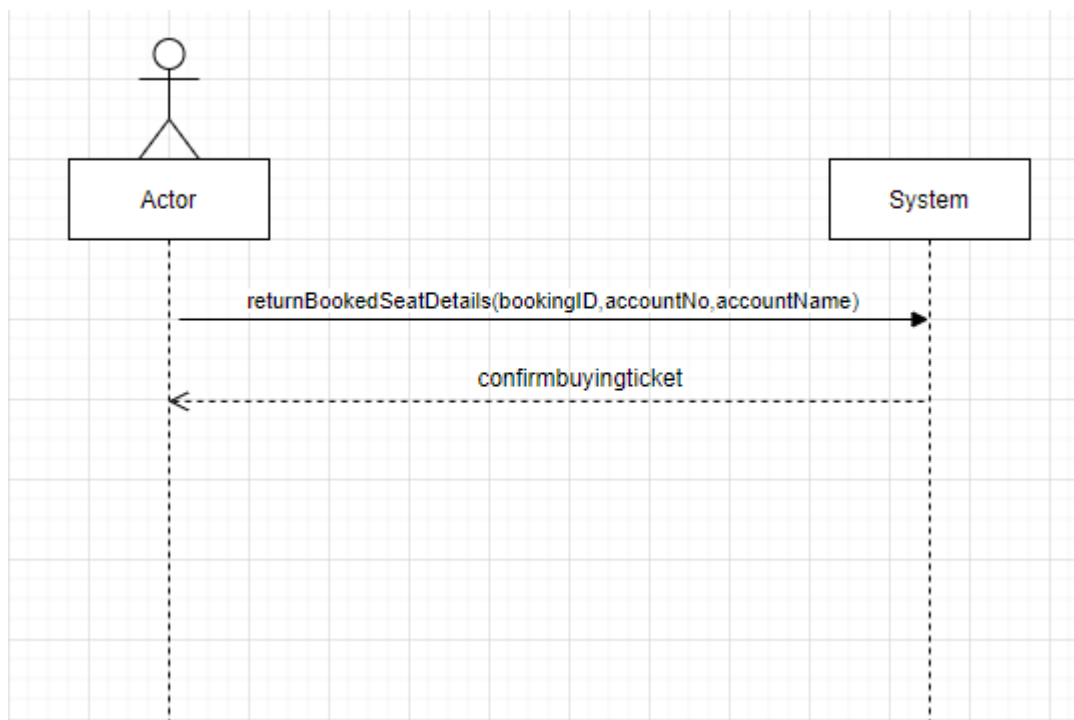 Actor
System
returnBookedSeatDetails(bookingID,accountNo,accountName)
confirmbuyingticket